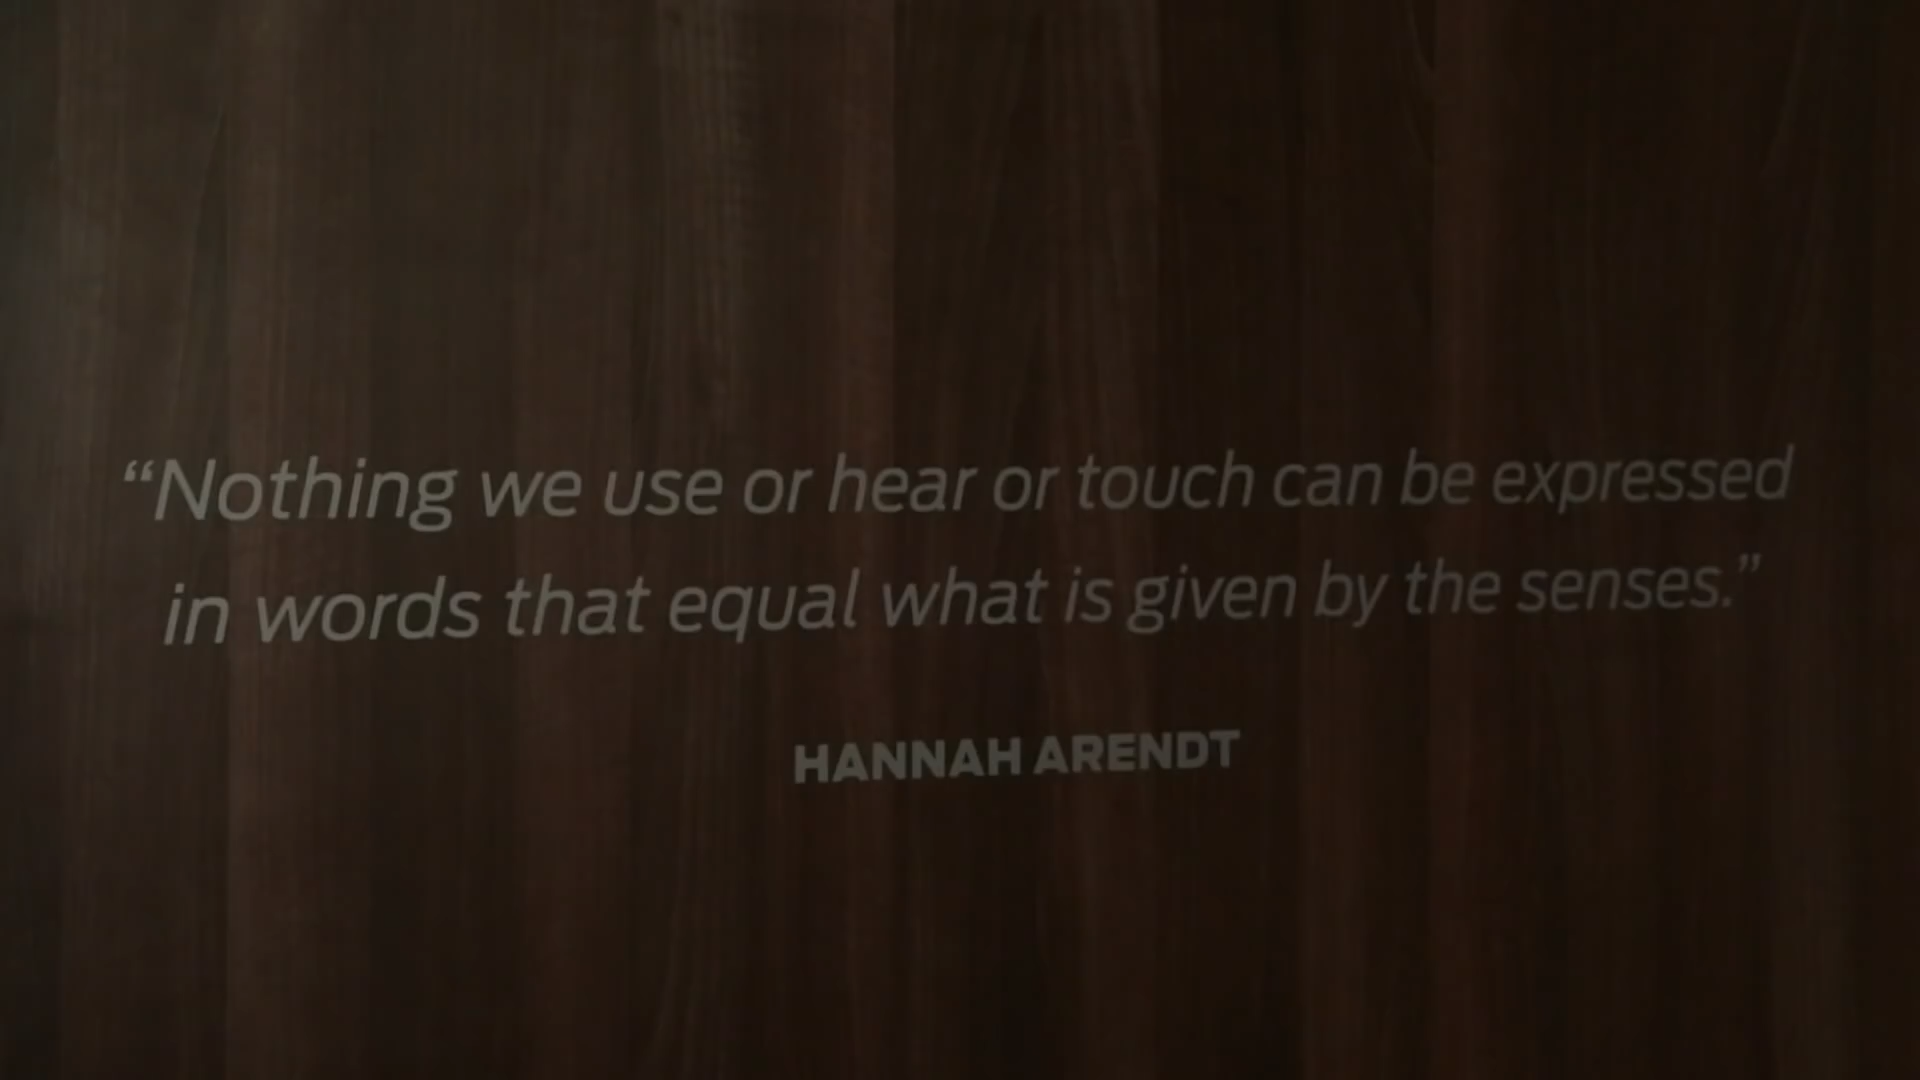 “Nothing we use or hear or touch can be expressed
in words that equal what is given by the senses.”
HANNAH ARENDT